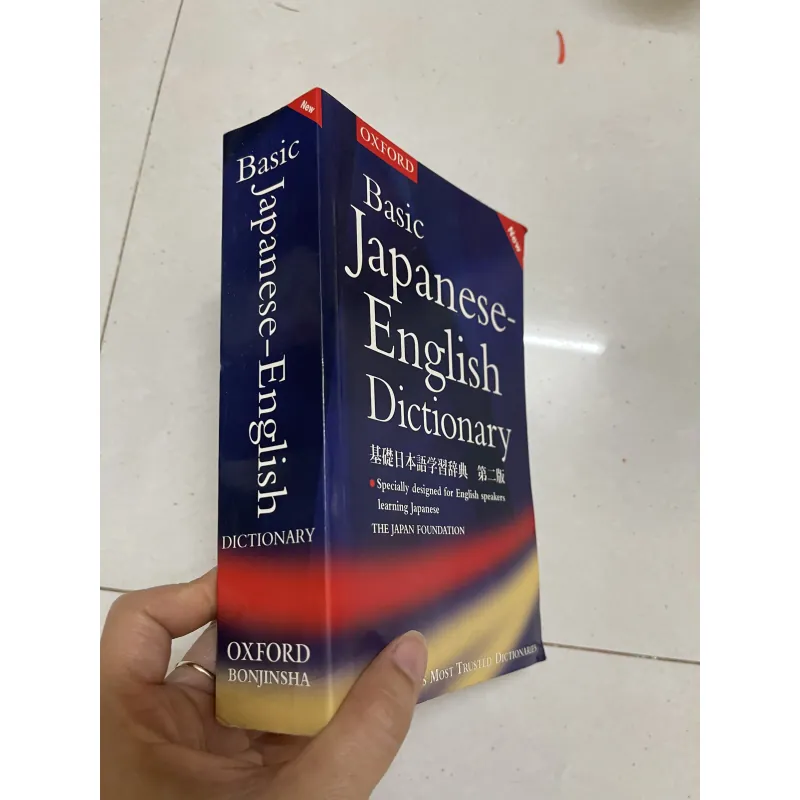 New
Basic Japanese-English
DICTIONARY
OXFORD
BONJINSHA
OXFORD
New
Basic
Japanese-
English
Dictionary
基礎日本語学習辞典 第二版
Specially designed for English speakers
learning Japanese
THE JAPAN FOUNDATION
MOST TRUSTED DICTIONARIES